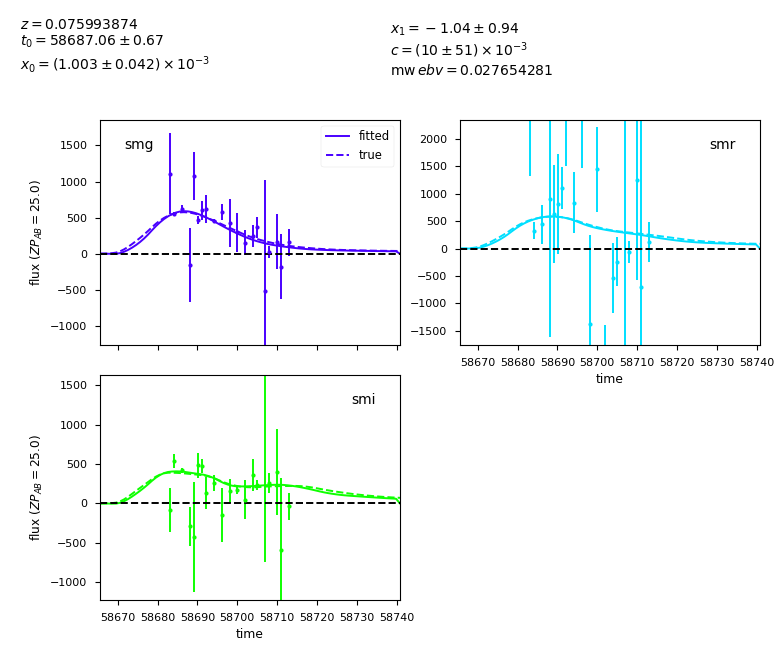 z = 0.075993874
t₀ = 58687.06 ± 0.67
x₀ = (1.003 ± 0.042) × 10⁻³
x₁ = −1.04 ± 0.94
c = (10 ± 51) × 10⁻³
mw ebv = 0.027654281
smg
fitted
true
1500
1000
500
0
−500
−1000
flux (ZP_AB = 25.0)
smr
2000
1500
1000
500
0
−500
−1000
−1500
58670 58680 58690 58700 58710 58720 58730 58740
time
smi
1500
1000
500
0
−500
−1000
flux (ZP_AB = 25.0)
58670 58680 58690 58700 58710 58720 58730 58740
time